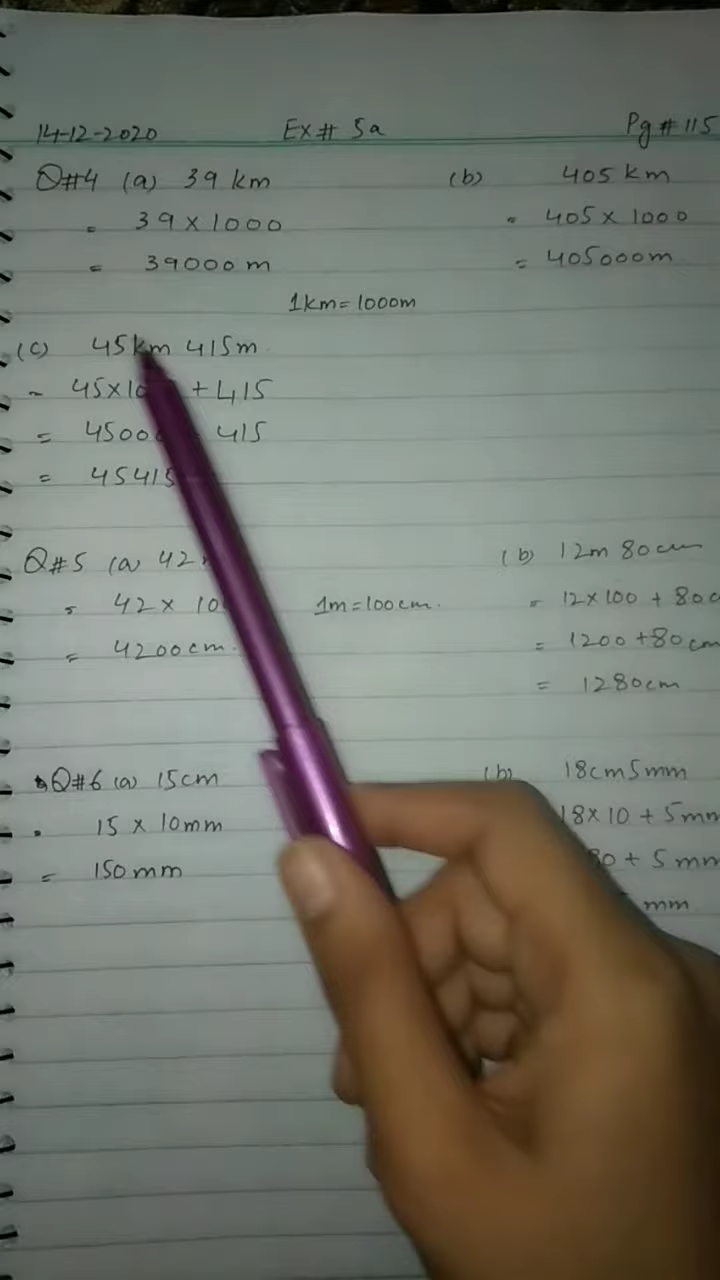 14-12-2020 Ex# 5a Pg#115
Q#4 (a) 39 km (b) 405 km
= 39 x 1000 = 405 x 1000
= 39000 m = 405000m
1km = 1000m
(c) 45km 415m
= 45x10 + 415
= 4500 415
= 45415
Q#5 (a) 42 (b) 12m 80cm
= 42 x 10 1m = 100cm. = 12x100 + 80c
= 4200cm. = 1200 + 80cm
= 1280cm
Q#6 (a) 15cm (b) 18cm5mm
= 15 x 10mm 18x10 + 5mm
= 150mm 80 + 5mm
mm